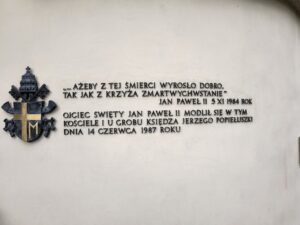 „... AŻEBY Z TEJ ŚMIERCI WYROSŁO DOBRO,
TAK JAK Z KRZYŻA ZMARTWYCHWSTANIE"
JAN PAWEŁ II 5 XI 1984 ROK
OJCIEC ŚWIĘTY JAN PAWEŁ II MODLIŁ SIĘ W TYM
KOŚCIELE I U GROBU KSIĘDZA JERZEGO POPIEŁUSZKI
DNIA 14 CZERWCA 1987 ROKU
M